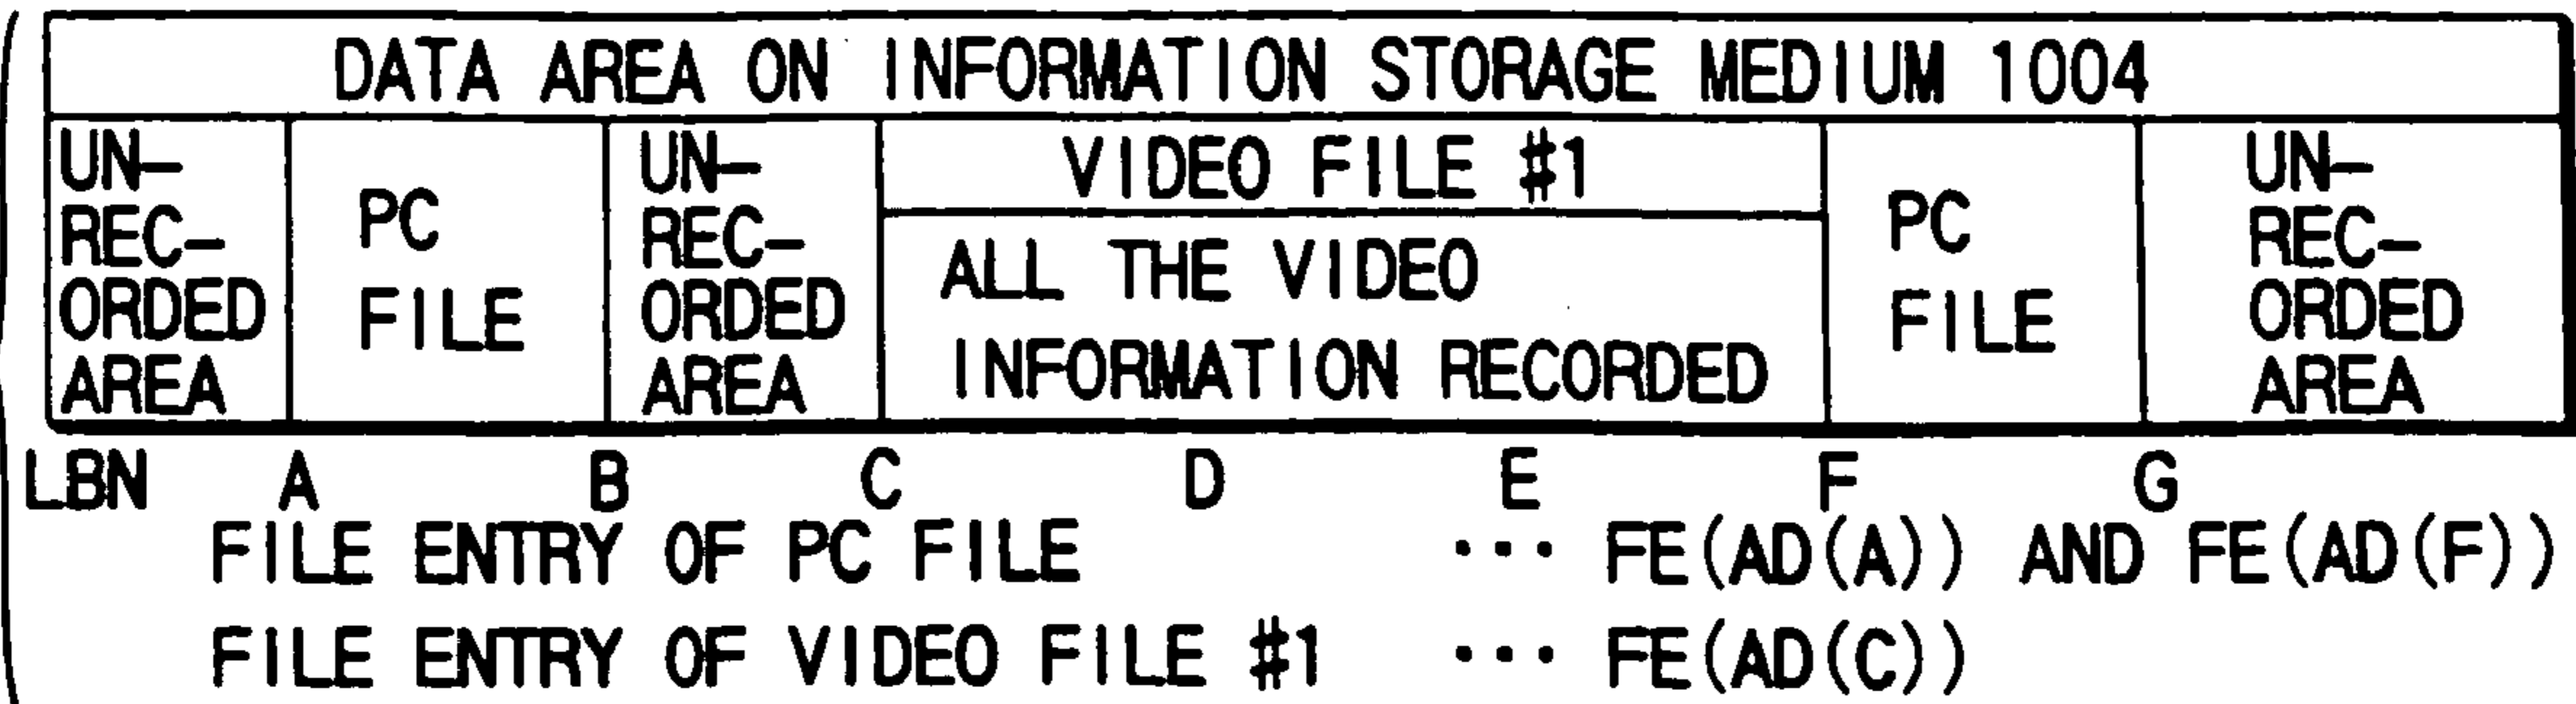 DATA AREA ON INFORMATION STORAGE MEDIUM 1004
UN-
REC-
ORDED
AREA
PC
FILE
UN-
REC-
ORDED
AREA
VIDEO FILE #1
ALL THE VIDEO
INFORMATION RECORDED
PC
FILE
UN-
REC-
ORDED
AREA
LBN A B C D E F G
FILE ENTRY OF PC FILE ··· FE(AD(A)) AND FE(AD(F))
FILE ENTRY OF VIDEO FILE #1 ··· FE(AD(C))